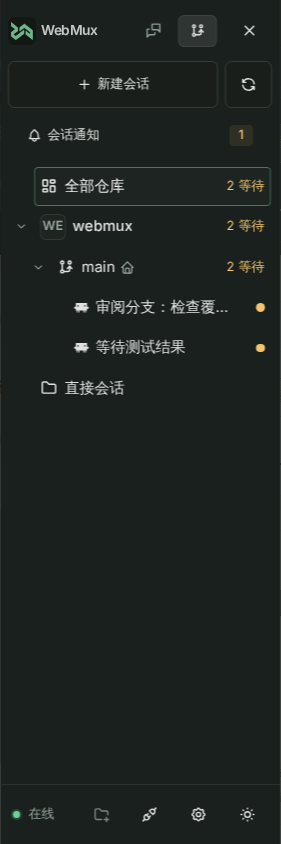 WebMux
新建会话
会话通知
1
全部仓库
2 等待
WE
webmux
2 等待
main
2 等待
审阅分支：检查覆...
等待测试结果
直接会话
在线